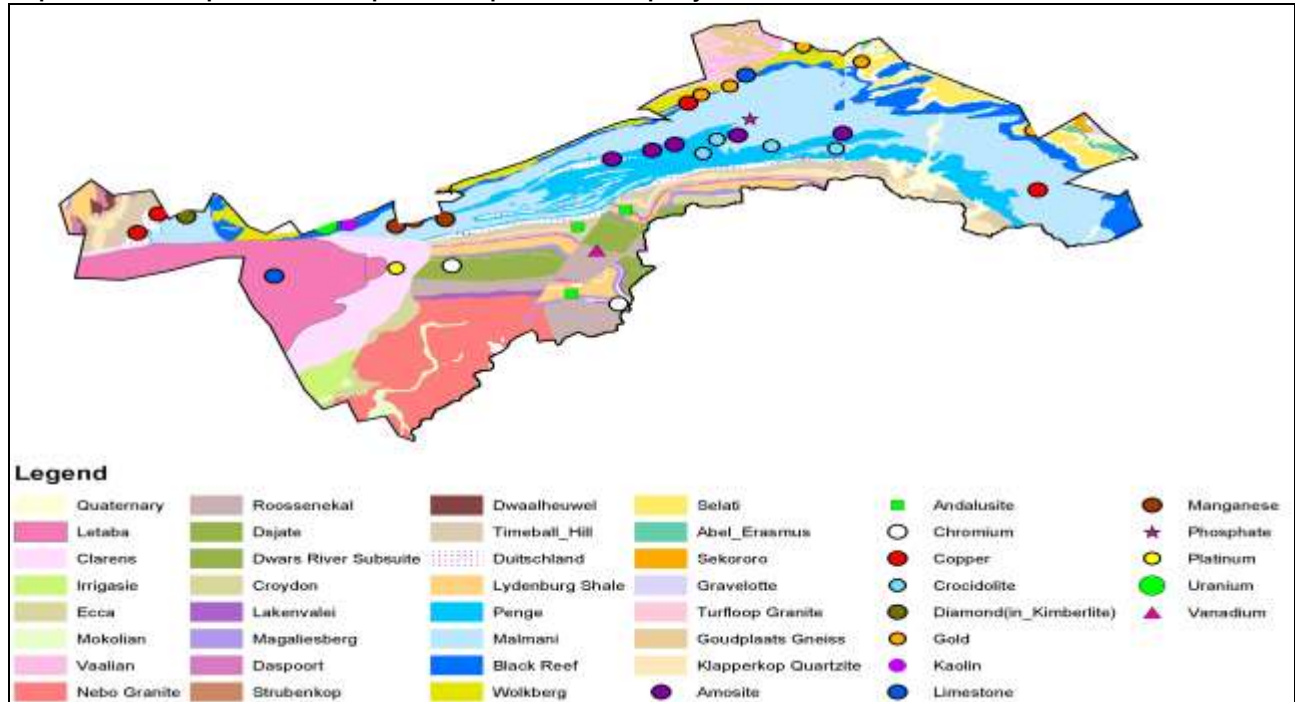 Legend
Quaternary Roossenekal Dwaalheuwel Selati Andalusite Manganese
Letaba Dsjate Timeball_Hill Abel_Erasmus Chromium Phosphate
Clarens Dwars River Subsuite Duitschland Sekororo Copper Platinum
Irrigasie Croydon Lydenburg Shale Gravelotte Crocidolite Uranium
Ecca Lakenvalei Penge Turfloop Granite Diamond(in_Kimberlite) Vanadium
Mokolian Magaliesberg Malmani Goudplaats Gneiss Gold
Vaalian Daspoort Black Reef Klapperkop Quartzite Kaolin
Nebo Granite Strubenkop Wolkberg Amosite Limestone